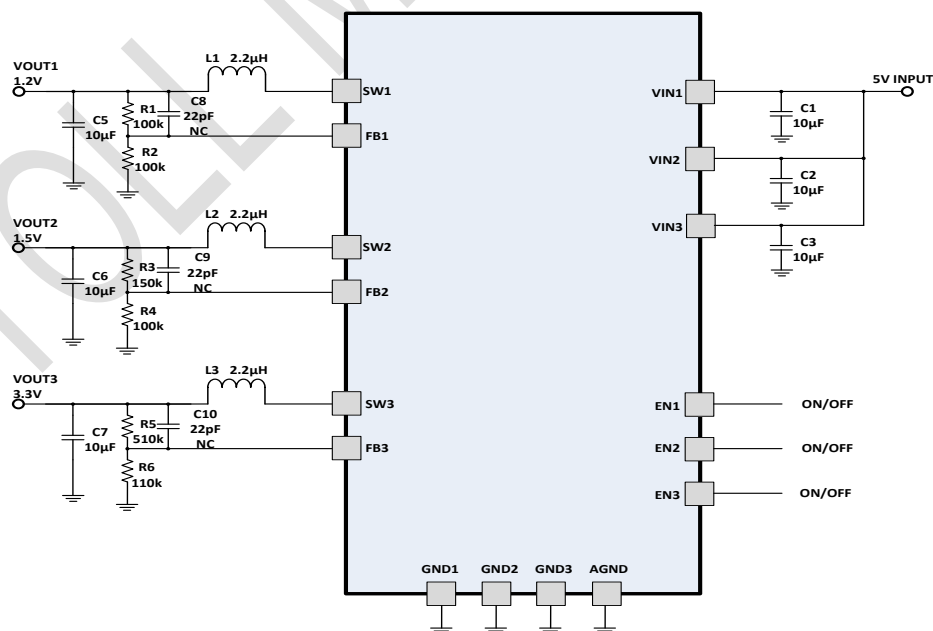 L1 2.2µH
VOUT1
1.2V
C5
10µF
R1
100k
C8
22pF
NC
R2
100k
SW1
FB1
L2 2.2µH
VOUT2
1.5V
C6
10µF
R3
150k
C9
22pF
NC
R4
100k
SW2
FB2
L3 2.2µH
VOUT3
3.3V
C7
10µF
R5
510k
C10
22pF
NC
R6
110k
SW3
FB3
VIN1
5V INPUT
C1
10µF
VIN2
C2
10µF
VIN3
C3
10µF
EN1 ON/OFF
EN2 ON/OFF
EN3 ON/OFF
GND1 GND2 GND3 AGND